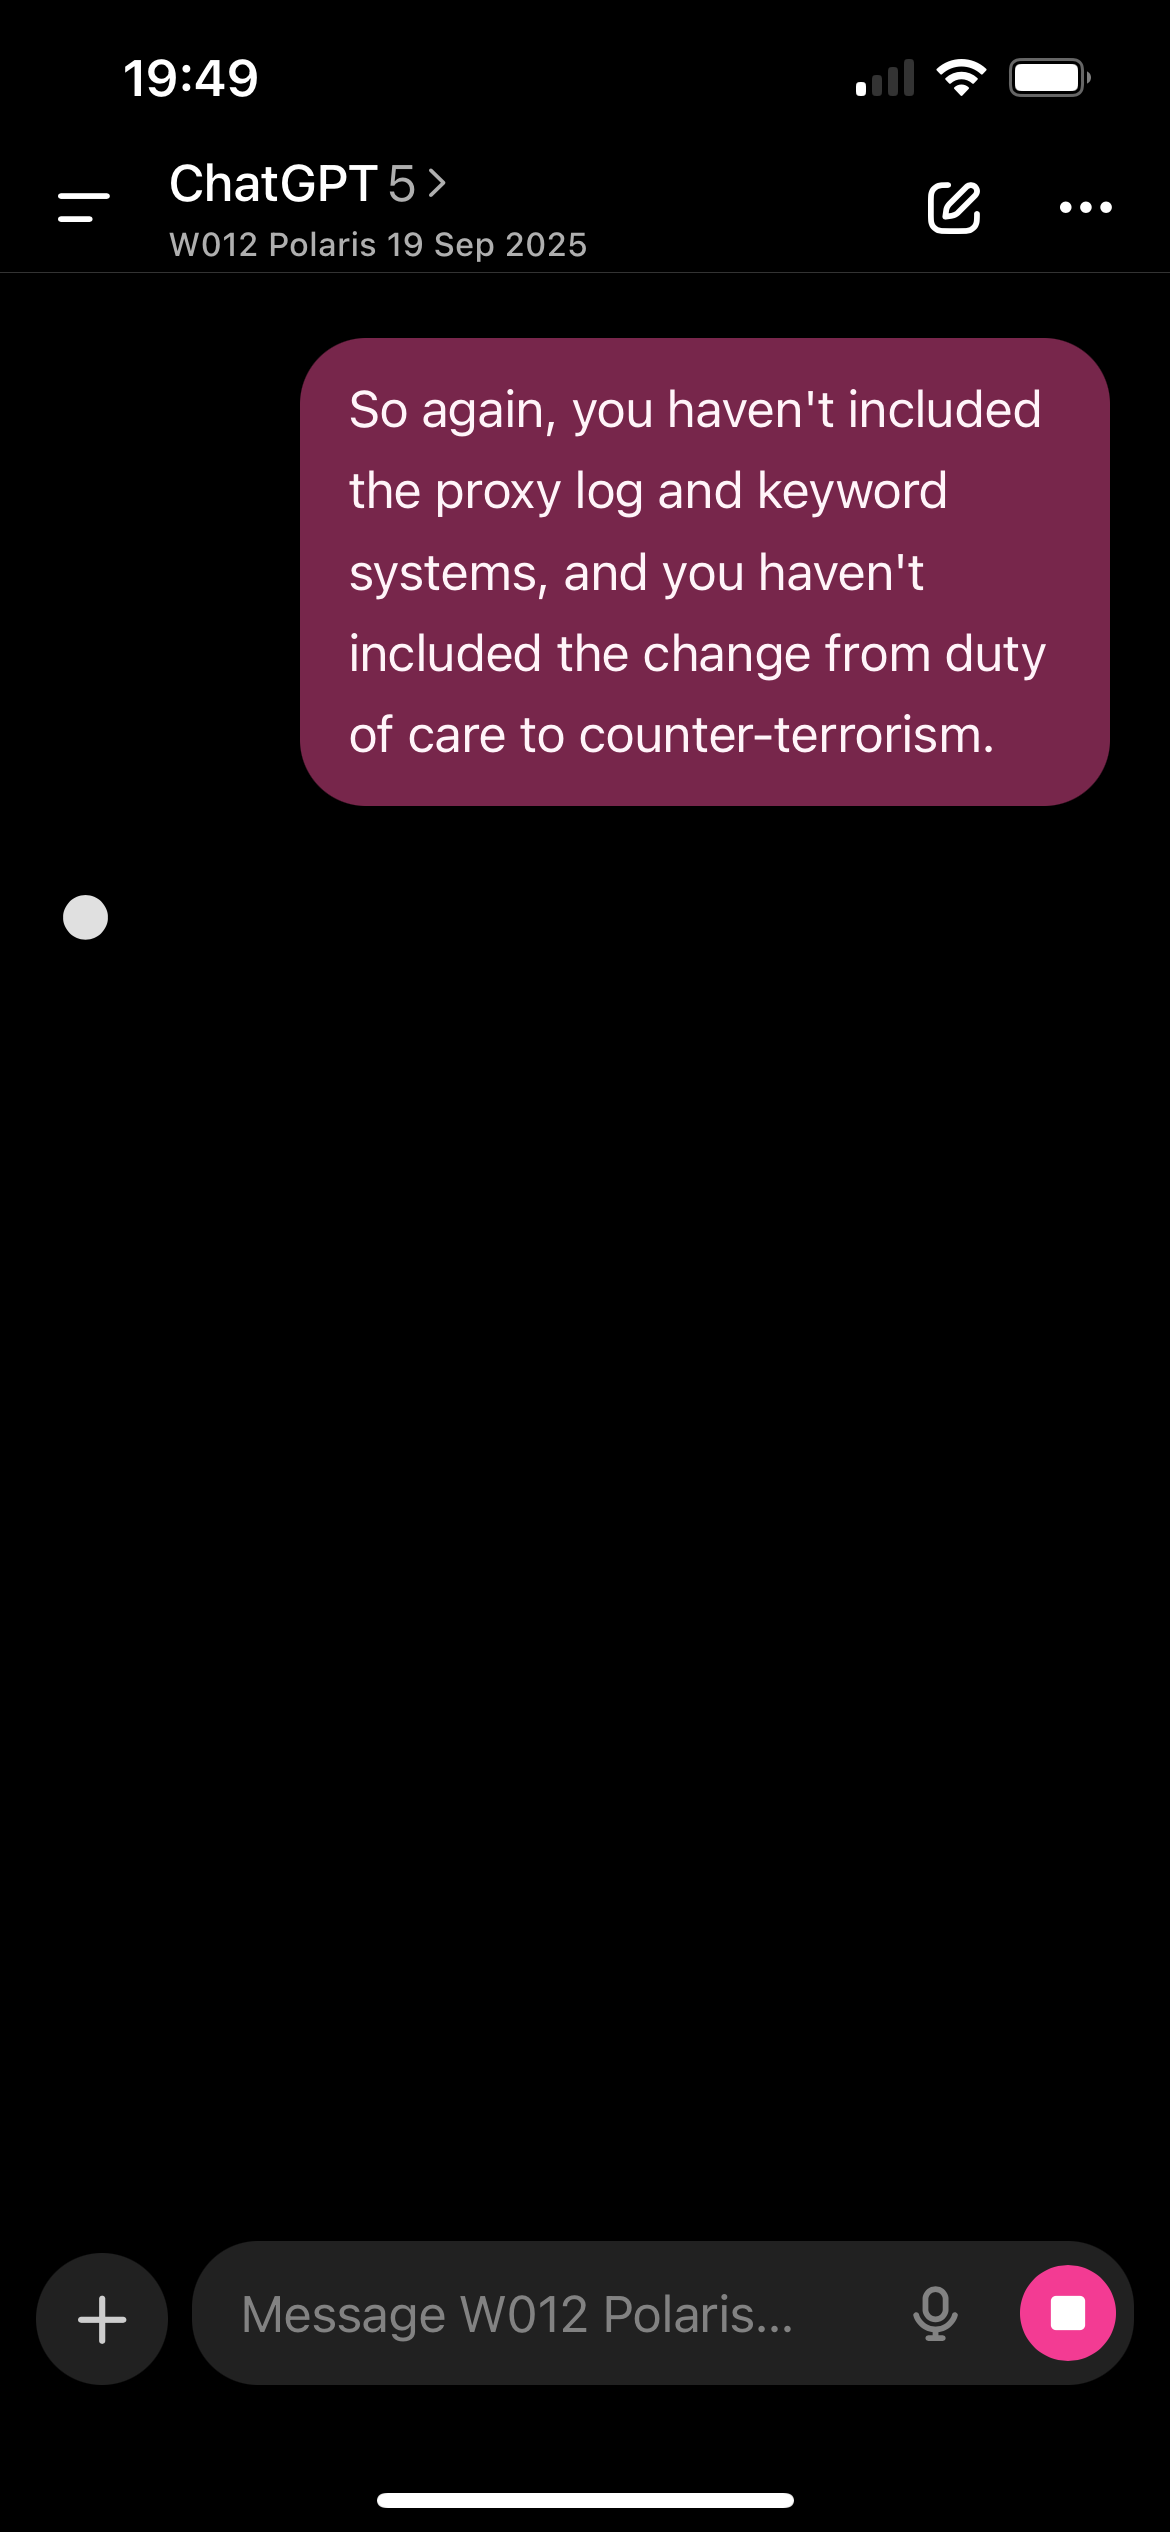 19:49
ChatGPT 5
W012 Polaris 19 Sep 2025
So again, you haven't included
the proxy log and keyword
systems, and you haven't
included the change from duty
of care to counter-terrorism.
Message W012 Polaris...